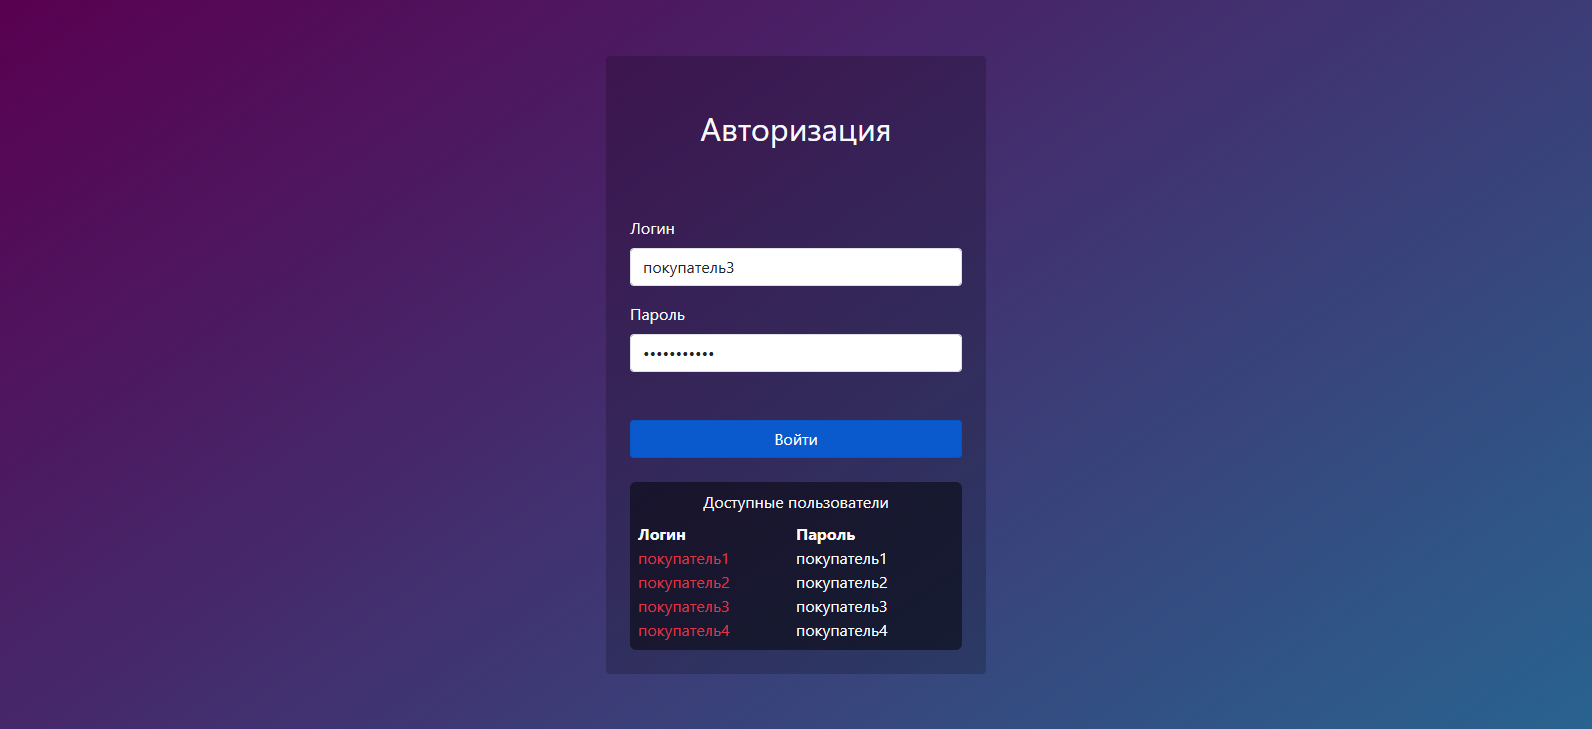 Авторизация
Логин
покупатель3
Пароль
•••••••••••
Войти
Доступные пользователи
Логин Пароль
покупатель1 покупатель1
покупатель2 покупатель2
покупатель3 покупатель3
покупатель4 покупатель4